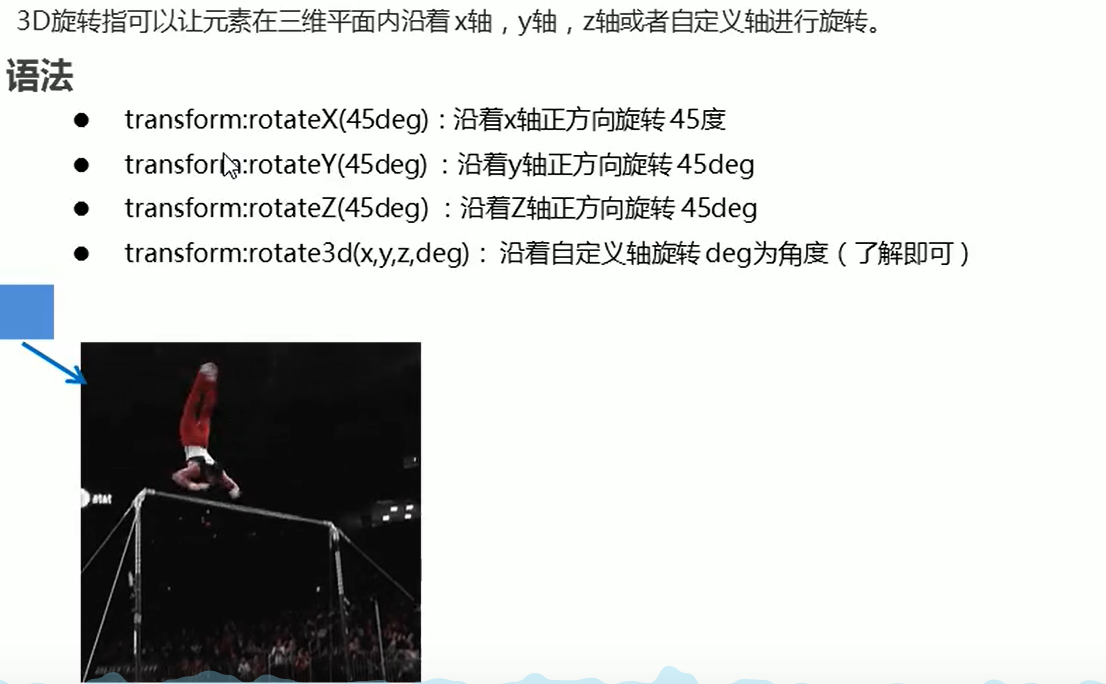 3D旋转指可以让元素在三维平面内沿着 x轴，y轴，z轴或者自定义轴进行旋转。
语法
● transform:rotateX(45deg)：沿着x轴正方向旋转 45度
● transform:rotateY(45deg) ：沿着y轴正方向旋转 45deg
● transform:rotateZ(45deg) ：沿着Z轴正方向旋转 45deg
● transform:rotate3d(x,y,z,deg)： 沿着自定义轴旋转 deg为角度（了解即可）
at&t